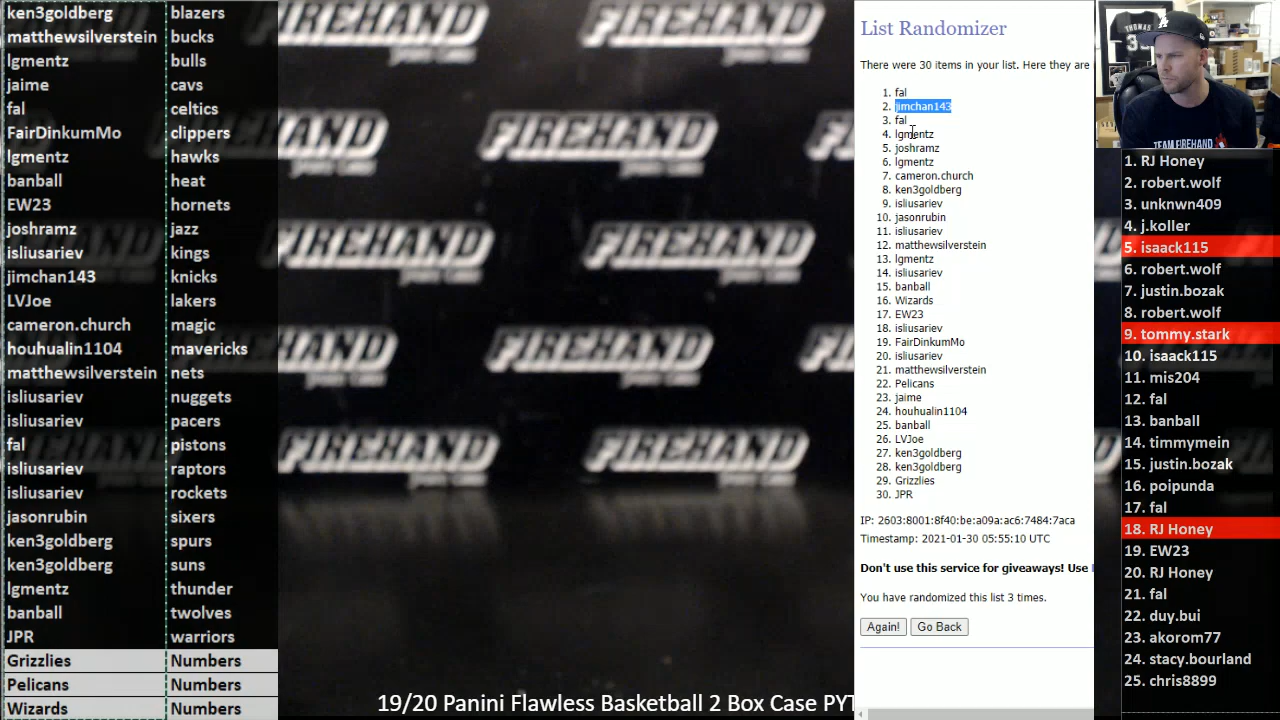 ken3goldberg blazers
matthewsilverstein bucks
lgmentz bulls
jaime cavs
fal celtics
FairDinkumMo clippers
lgmentz hawks
banball heat
EW23 hornets
joshramz jazz
isliusariev kings
jimchan143 knicks
LVJoe lakers
cameron.church magic
houhualin1104 mavericks
matthewsilverstein nets
isliusariev nuggets
isliusariev pacers
fal pistons
isliusariev raptors
isliusariev rockets
jasonrubin sixers
ken3goldberg spurs
ken3goldberg suns
lgmentz thunder
banball twolves
JPR warriors
Grizzlies Numbers
Pelicans Numbers
Wizards Numbers
FIREHAND
FIREHAND
FIREHAND
FIREHAND
FIREHAND
FIREHAND
FIREHAND
FIREHAND
19/20 Panini Flawless Basketball 2 Box Case PYT
List Randomizer
There were 30 items in your list. Here they are
1. fal
2. jimchan143
3. fal
4. lgmentz
5. joshramz
6. lgmentz
7. cameron.church
8. ken3goldberg
9. isliusariev
10. jasonrubin
11. isliusariev
12. matthewsilverstein
13. lgmentz
14. isliusariev
15. banball
16. Wizards
17. EW23
18. isliusariev
19. FairDinkumMo
20. isliusariev
21. matthewsilverstein
22. Pelicans
23. jaime
24. houhualin1104
25. banball
26. LVJoe
27. ken3goldberg
28. ken3goldberg
29. Grizzlies
30. JPR
IP: 2603:8001:8f40:be:a09a:ac6:7484:7aca
Timestamp: 2021-01-30 05:55:10 UTC
Don't use this service for giveaways! Use
You have randomized this list 3 times.
Again! Go Back
THOMAS
TEAM FIREHAND
1. RJ Honey
2. robert.wolf
3. unknwn409
4. j.koller
5. isaack115
6. robert.wolf
7. justin.bozak
8. robert.wolf
9. tommy.stark
10. isaack115
11. mis204
12. fal
13. banball
14. timmymein
15. justin.bozak
16. poipunda
17. fal
18. RJ Honey
19. EW23
20. RJ Honey
21. fal
22. duy.bui
23. akorom77
24. stacy.bourland
25. chris8899